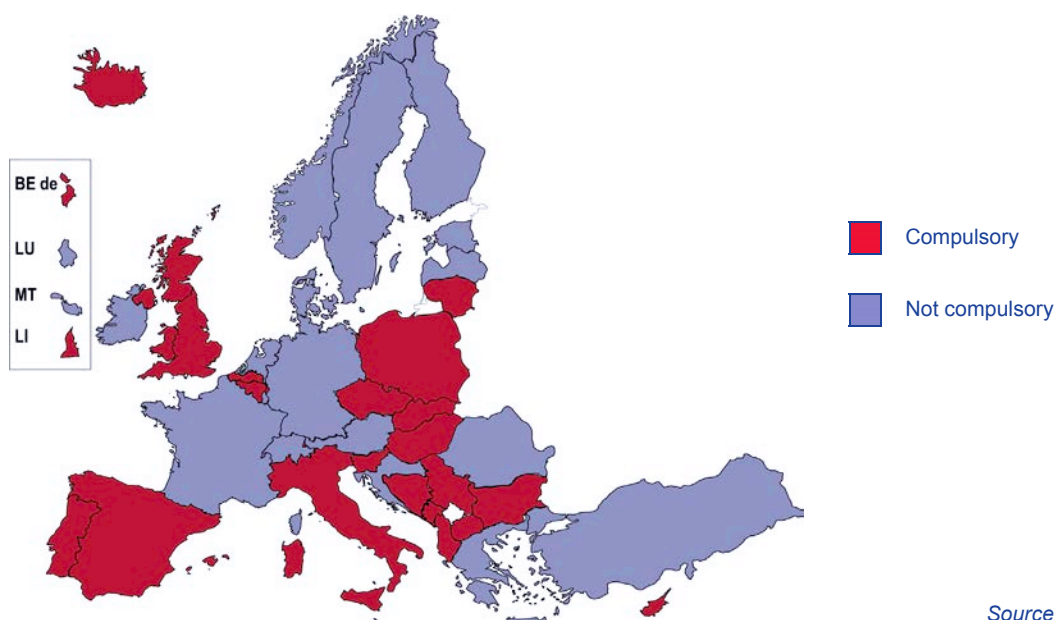 BE de
LU
MT
LI
Compulsory
Not compulsory
Source